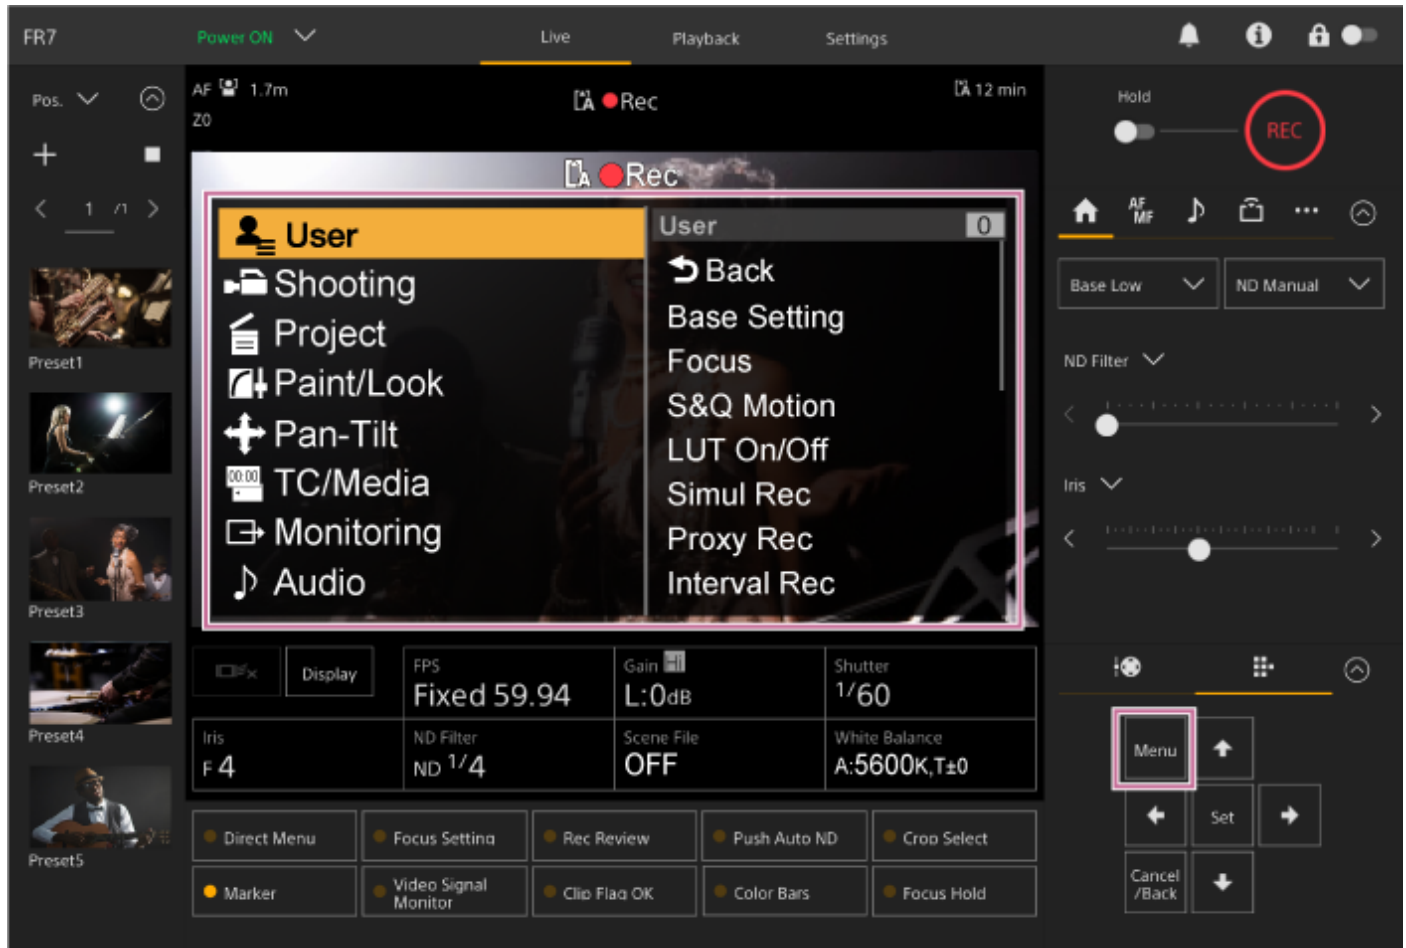 FR7
Power ON
Live
Playback
Settings
Pos.
1 /1
Preset1
Preset2
Preset3
Preset4
Preset5
AF 1.7m
Z0
A Rec
A 12 min
A Rec
User
Shooting
Project
Paint/Look
Pan-Tilt
00:00 TC/Media
Monitoring
Audio
User 0
Back
Base Setting
Focus
S&Q Motion
LUT On/Off
Simul Rec
Proxy Rec
Interval Rec
Display
FPS
Fixed 59.94
Gain HI
L:0dB
Shutter
1/60
Iris
F 4
ND Filter
ND 1/4
Scene File
OFF
White Balance
A:5600K,T±0
Direct Menu
Focus Setting
Rec Review
Push Auto ND
Crop Select
Marker
Video Signal
Monitor
Clip Flag OK
Color Bars
Focus Hold
Hold
REC
AF
MF
Base Low
ND Manual
ND Filter
Iris
Menu
Set
Cancel
/Back